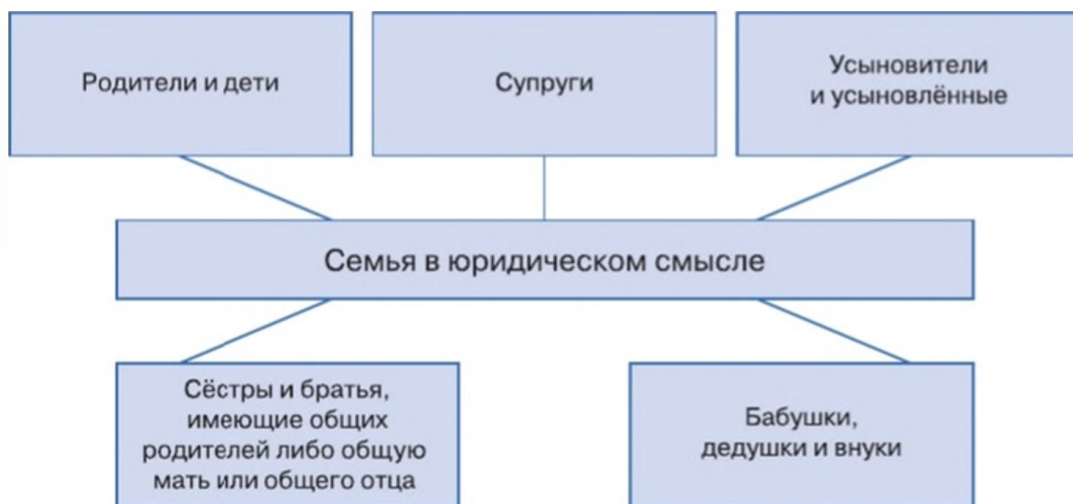 Родители и дети
Супруги
Усыновители
и усыновлённые
Семья в юридическом смысле
Сёстры и братья,
имеющие общих
родителей либо общую
мать или общего отца
Бабушки,
дедушки и внуки